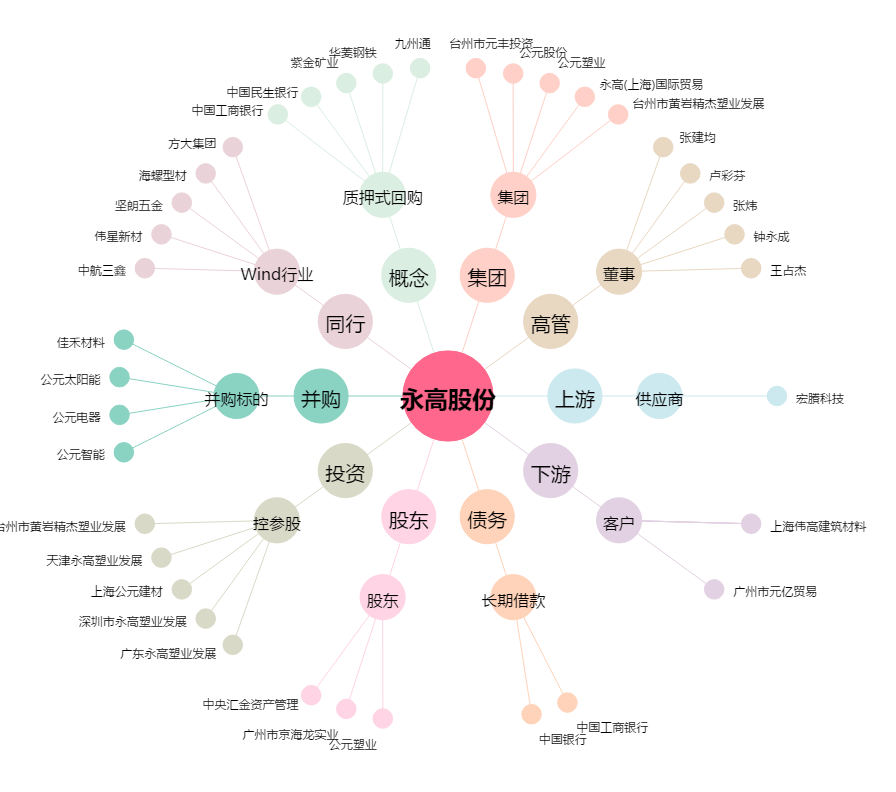 九州通
台州市元丰投资
华菱钢铁
公元股份
紫金矿业
公元塑业
中国民生银行
永高(上海)国际贸易
中国工商银行
台州市黄岩精杰塑业发展
方大集团
张建均
海螺型材
卢彩芬
质押式回购
集团
坚朗五金
张炜
伟星新材
钟永成
中航三鑫
Wind行业
概念
集团
董事
王占杰
同行
高管
佳禾材料
公元太阳能
并购标的
并购
永高股份
上游
供应商
宏腾科技
公元电器
公元智能
投资
下游
台州市黄岩精杰塑业发展
控参股
股东
债务
客户
上海伟高建筑材料
天津永高塑业发展
上海公元建材
股东
长期借款
广州市元亿贸易
深圳市永高塑业发展
广东永高塑业发展
中央汇金资产管理
中国工商银行
广州市京海龙实业
中国银行
公元塑业